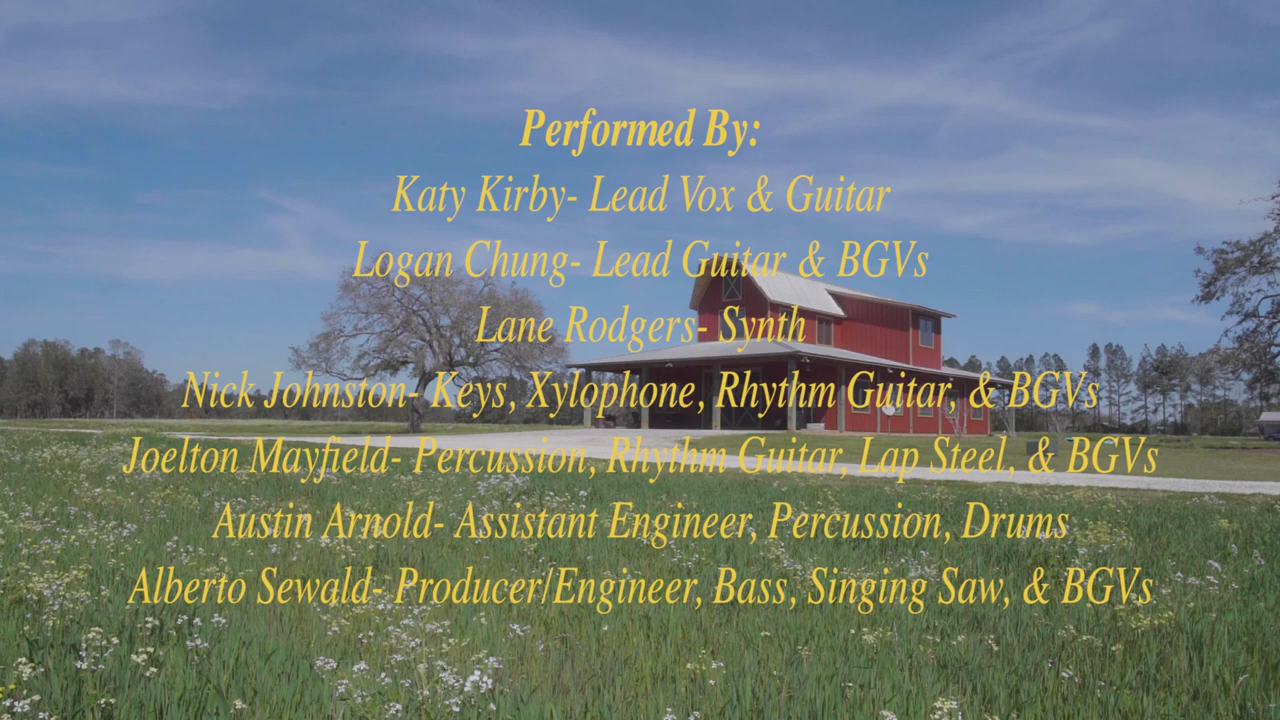 Performed By:
Katy Kirby- Lead Vox & Guitar
Logan Chung- Lead Guitar & BGVs
Lane Rodgers- Synth
Nick Johnston- Keys, Xylophone, Rhythm Guitar, & BGVs
Joelton Mayfield- Percussion, Rhythm Guitar, Lap Steel, & BGVs
Austin Arnold- Assistant Engineer, Percussion, Drums
Alberto Sewald- Producer/Engineer, Bass, Singing Saw, & BGVs